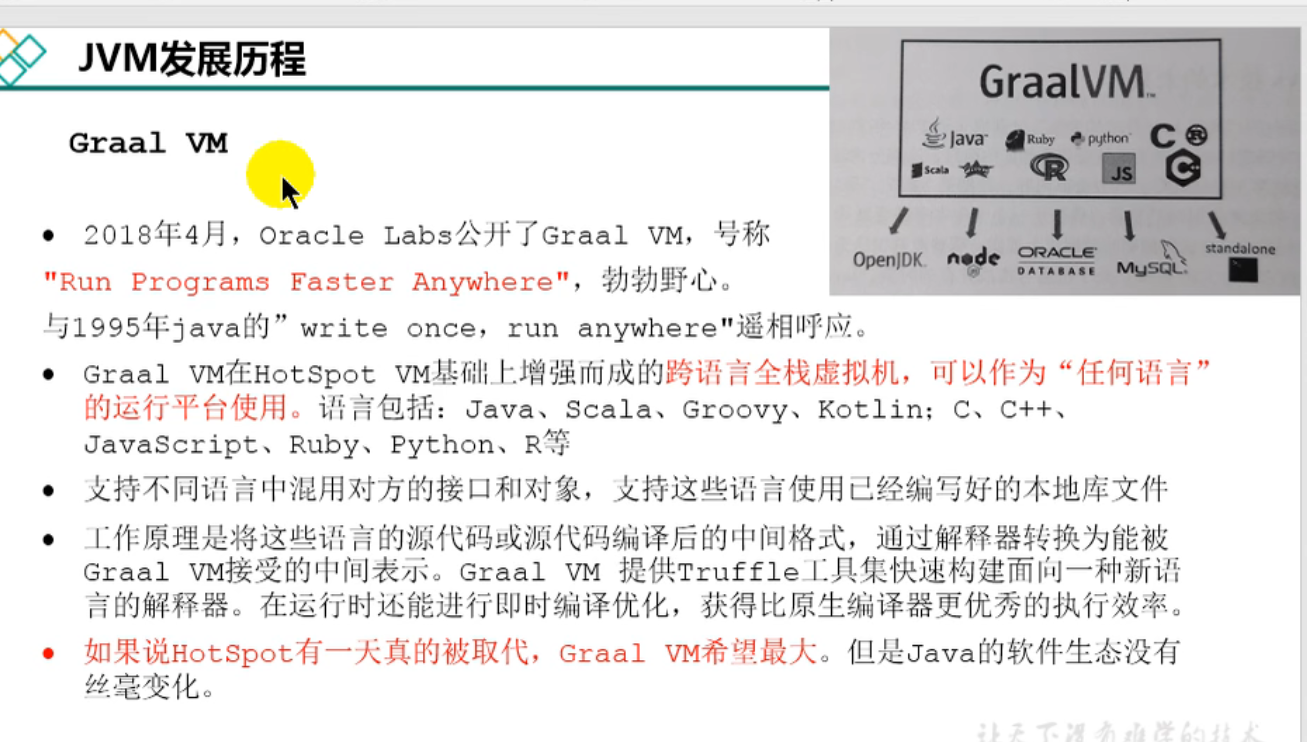 JVM发展历程
GraalVM™
Java
Ruby
python
C
R
Scala
R
JS
C
OpenJDK
node
JS
ORACLE
DATABASE
MySQL
standalone
Graal VM
• 2018年4月，Oracle Labs公开了Graal VM，号称
"Run Programs Faster Anywhere"，勃勃野心。
与1995年java的”write once，run anywhere"遥相呼应。
• Graal VM在HotSpot VM基础上增强而成的跨语言全栈虚拟机，可以作为“任何语言”
的运行平台使用。语言包括：Java、Scala、Groovy、Kotlin；C、C++、
JavaScript、Ruby、Python、R等
• 支持不同语言中混用对方的接口和对象，支持这些语言使用已经编写好的本地库文件
• 工作原理是将这些语言的源代码或源代码编译后的中间格式，通过解释器转换为能被
Graal VM接受的中间表示。Graal VM 提供Truffle工具集快速构建面向一种新语
言的解释器。在运行时还能进行即时编译优化，获得比原生编译器更优秀的执行效率。
• 如果说HotSpot有一天真的被取代，Graal VM希望最大。但是Java的软件生态没有
丝毫变化。
让天下没有难学的技术